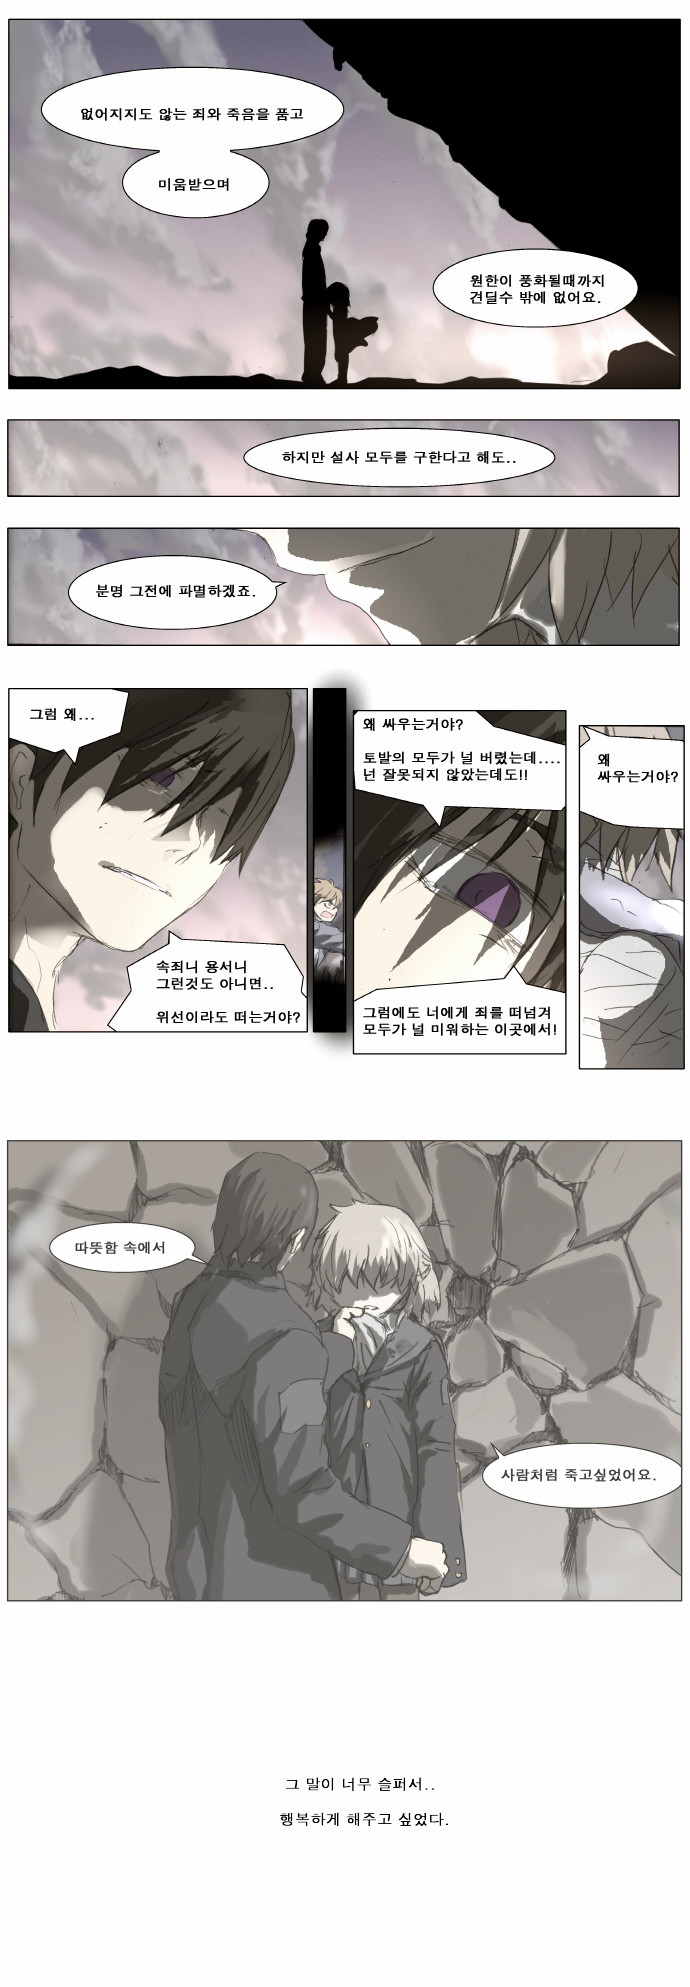 없어지지도 않는 죄와 죽음을 품고
미움받으며
원한이 풍화될때까지
견딜수 밖에 없어요.
하지만 설사 모두를 구한다고 해도..
분명 그전에 파멸하겠죠.
그럼 왜...
속죄니 용서니
그런것도 아니면..
위선이라도 떠는거야?
왜 싸우는거야?
토발의 모두가 널 버렸는데....
넌 잘못되지 않았는데도!!
그럼에도 너에게 죄를 떠넘겨
모두가 널 미워하는 이곳에서!
왜
싸우는거야?
따뜻함 속에서
사람처럼 죽고싶었어요.
그 말이 너무 슬퍼서..
행복하게 해주고 싶었다.